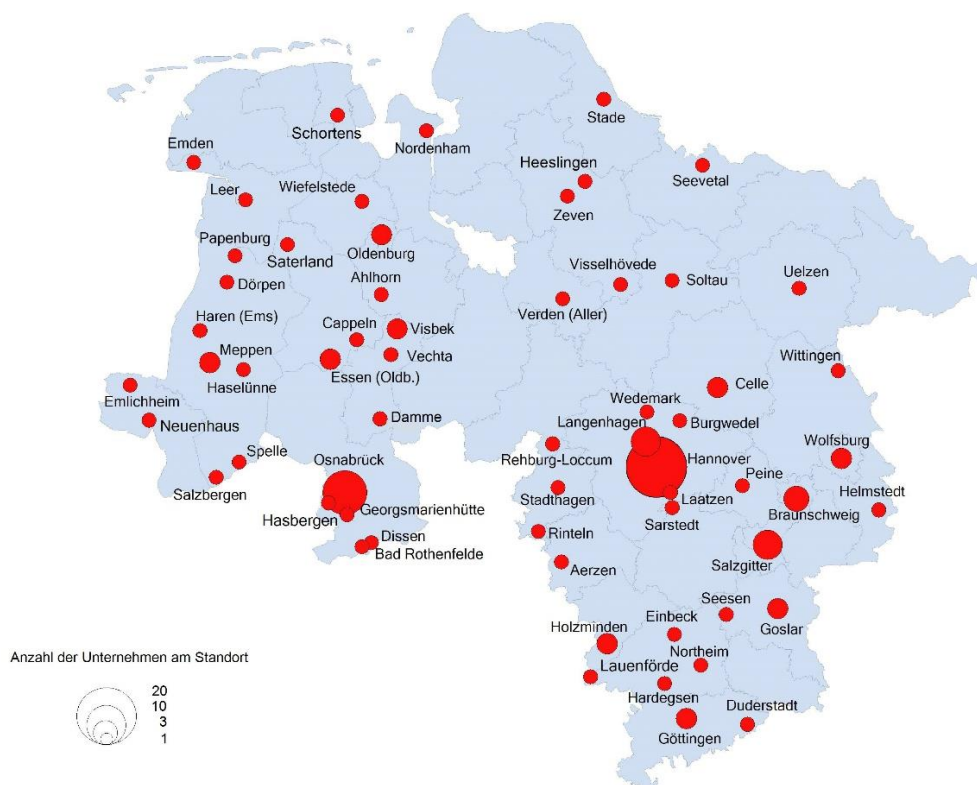 Stade
Schortens
Nordenham
Emden
Heeslingen
Seevetal
Leer
Wiefelstede
Zeven
Papenburg
Saterland
Oldenburg
Dörpen
Ahlhorn
Visselhövede
Soltau
Uelzen
Verden (Aller)
Haren (Ems)
Cappeln
Visbek
Meppen
Vechta
Haselünne
Essen (Oldb.)
Wittingen
Celle
Emlichheim
Wedemark
Neuenhaus
Damme
Langenhagen
Burgwedel
Wolfsburg
Spelle
Osnabrück
Rehburg-Loccum
Hannover
Peine
Salzbergen
Stadthagen
Laatzen
Helmstedt
Hasbergen
Georgsmarienhütte
Sarstedt
Braunschweig
Dissen
Rinteln
Bad Rothenfelde
Salzgitter
Aerzen
Seesen
Einbeck
Goslar
Holzminden
Northeim
Lauenförde
Hardegsen
Duderstadt
Göttingen
Anzahl der Unternehmen am Standort
20
10
3
1